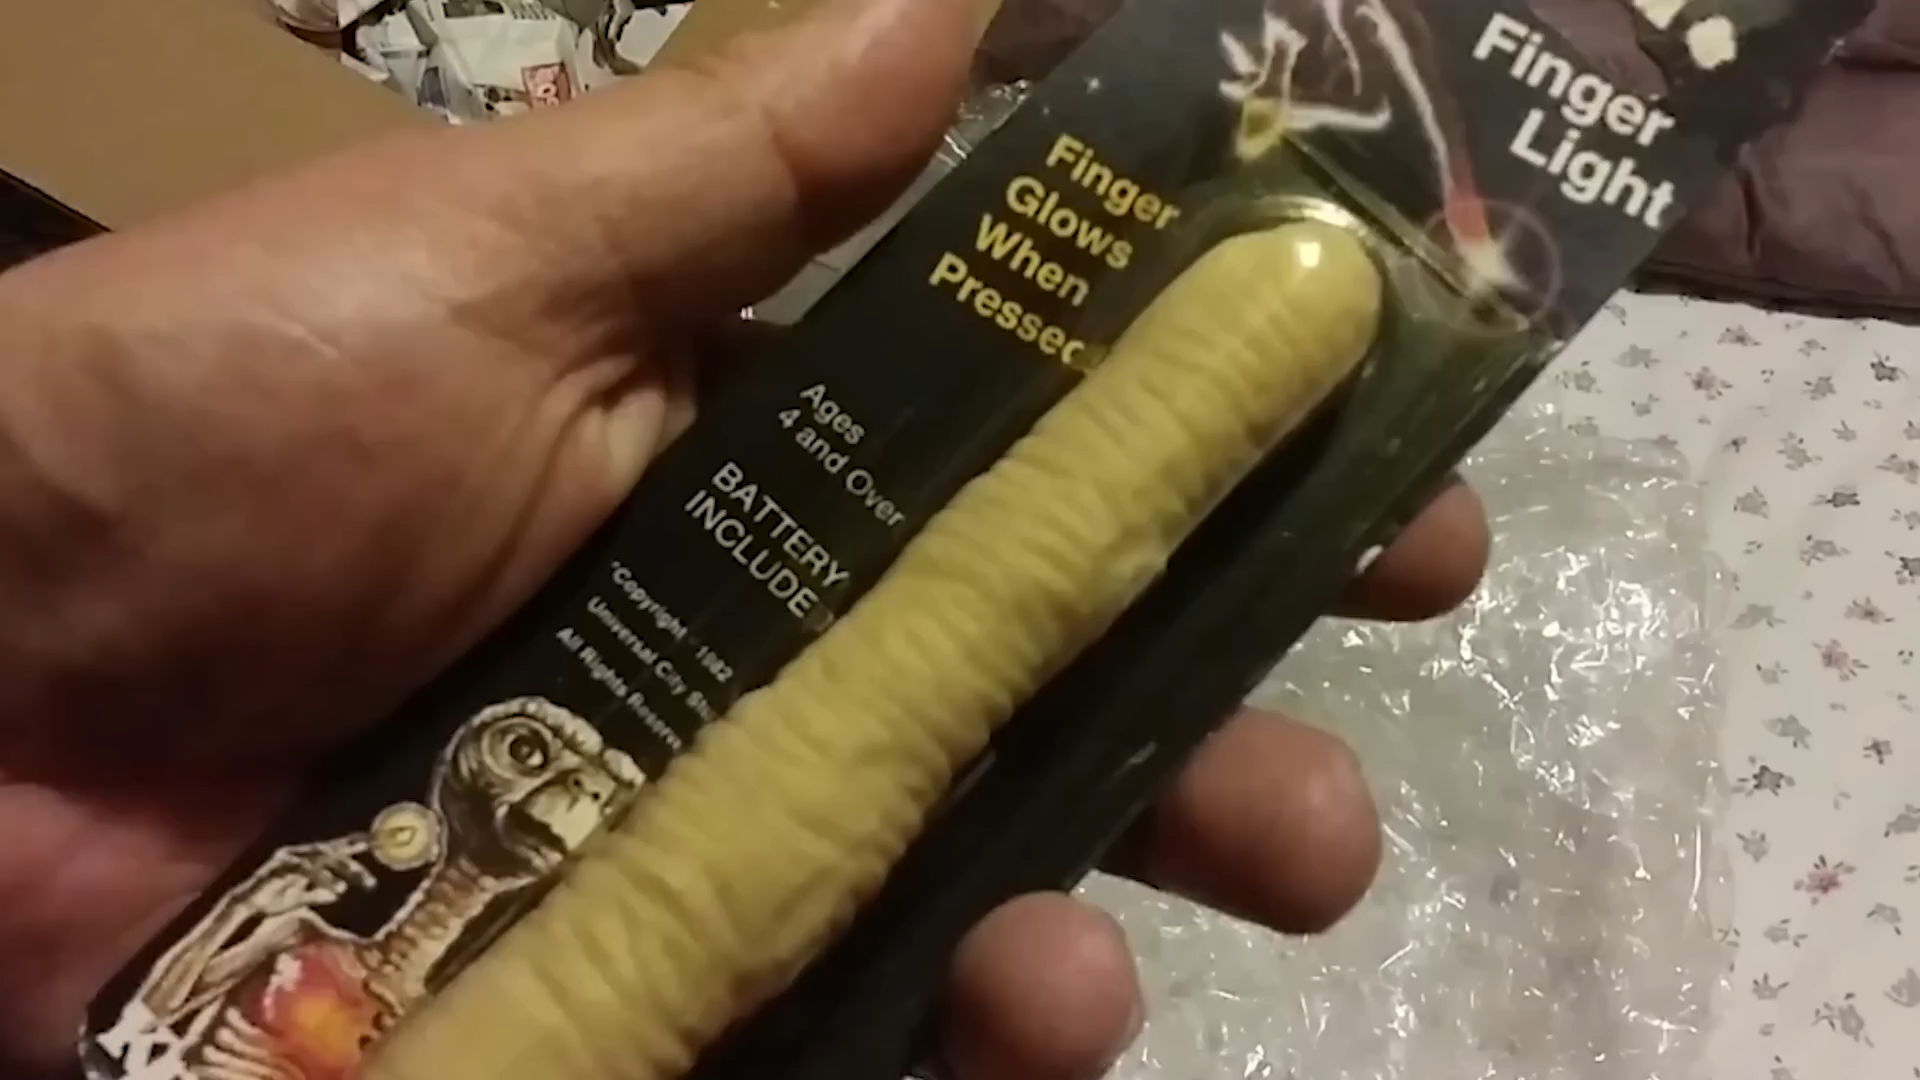 Finger
Light
Finger
Glows
When
Pressed
Ages
4 and Over
BATTERY
INCLUDED
*Copyright 1982
Universal City
All Rights